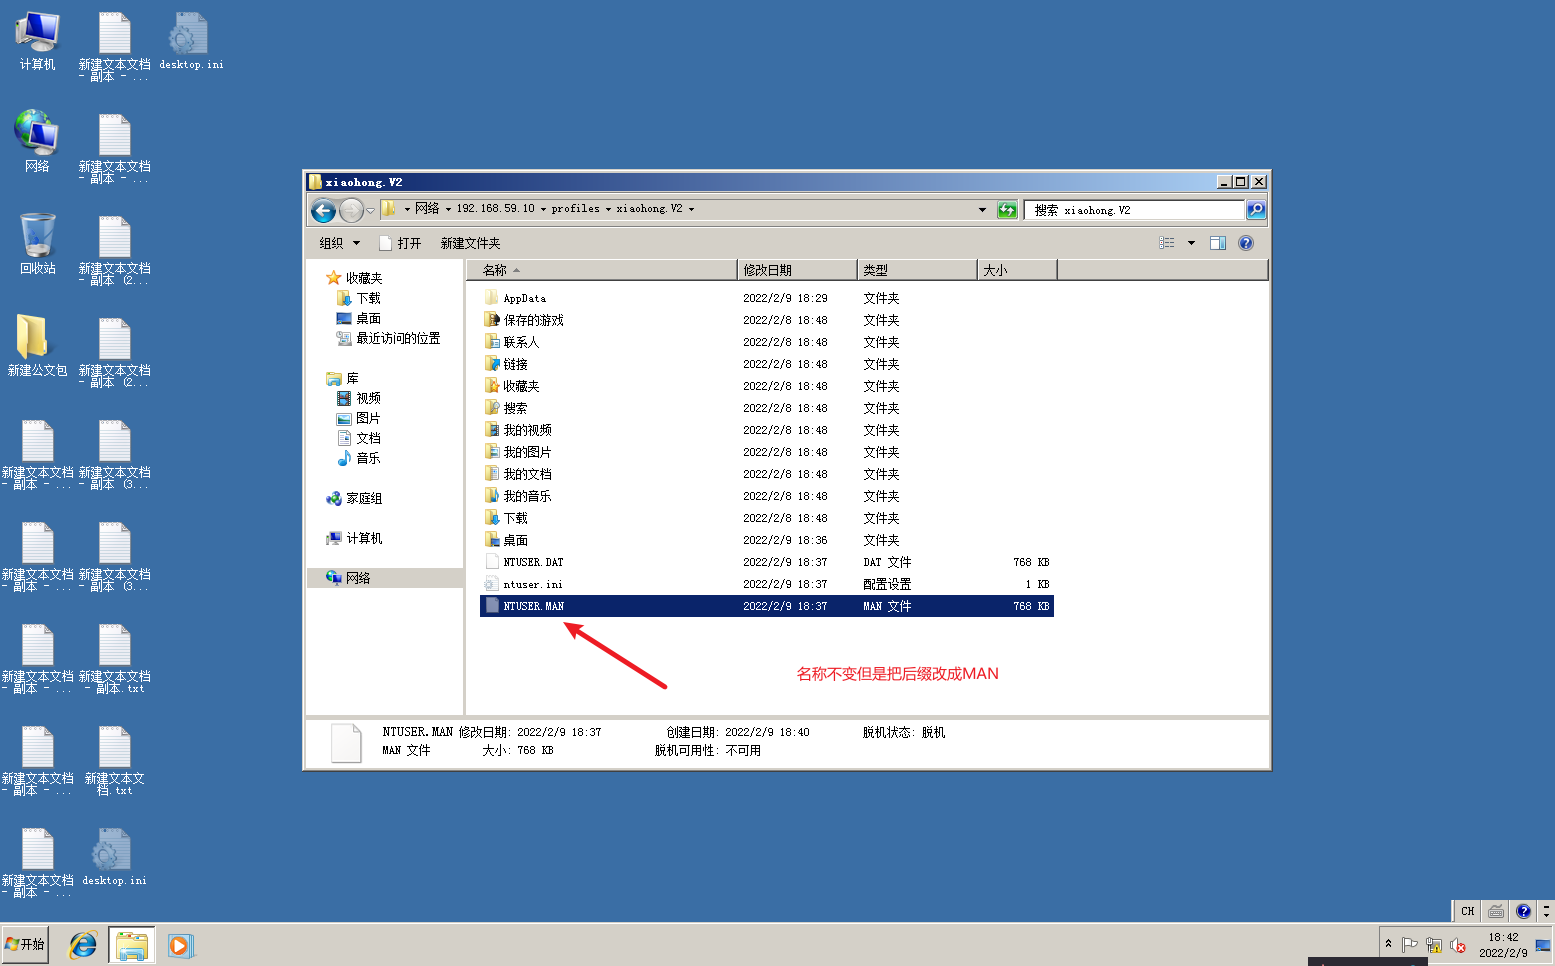 计算机
新建文本文档
- 副本 - ...
desktop.ini
网络
新建文本文档
- 副本 - ...
回收站
新建文本文档
- 副本 (2...
新建公文包
新建文本文档
- 副本 (2...
新建文本文档
- 副本 - ...
新建文本文档
- 副本 (3...
新建文本文档
- 副本 - ...
新建文本文档
- 副本 (3...
新建文本文档
- 副本 - ...
新建文本文档
- 副本.txt
新建文本文档
- 副本 - ...
新建文本文
档.txt
新建文本文档
- 副本 - ...
desktop.ini
xiaohong.V2
网络 192.168.59.10 profiles xiaohong.V2
搜索 xiaohong.V2
组织 打开 新建文件夹
收藏夹
下载
桌面
最近访问的位置
库
视频
图片
文档
音乐
家庭组
计算机
网络
名称 修改日期 类型 大小
AppData 2022/2/9 18:29 文件夹
保存的游戏 2022/2/8 18:48 文件夹
联系人 2022/2/8 18:48 文件夹
链接 2022/2/8 18:48 文件夹
收藏夹 2022/2/8 18:48 文件夹
搜索 2022/2/8 18:48 文件夹
我的视频 2022/2/8 18:48 文件夹
我的图片 2022/2/8 18:48 文件夹
我的文档 2022/2/8 18:48 文件夹
我的音乐 2022/2/8 18:48 文件夹
下载 2022/2/8 18:48 文件夹
桌面 2022/2/9 18:36 文件夹
NTUSER.DAT 2022/2/9 18:37 DAT 文件 768 KB
ntuser.ini 2022/2/9 18:37 配置设置 1 KB
NTUSER.MAN 2022/2/9 18:37 MAN 文件 768 KB
名称不变但是把后缀改成MAN
NTUSER.MAN 修改日期: 2022/2/9 18:37 创建日期: 2022/2/9 18:40 脱机状态: 脱机
MAN 文件 大小: 768 KB 脱机可用性: 不可用
CH
开始
18:42
2022/2/9